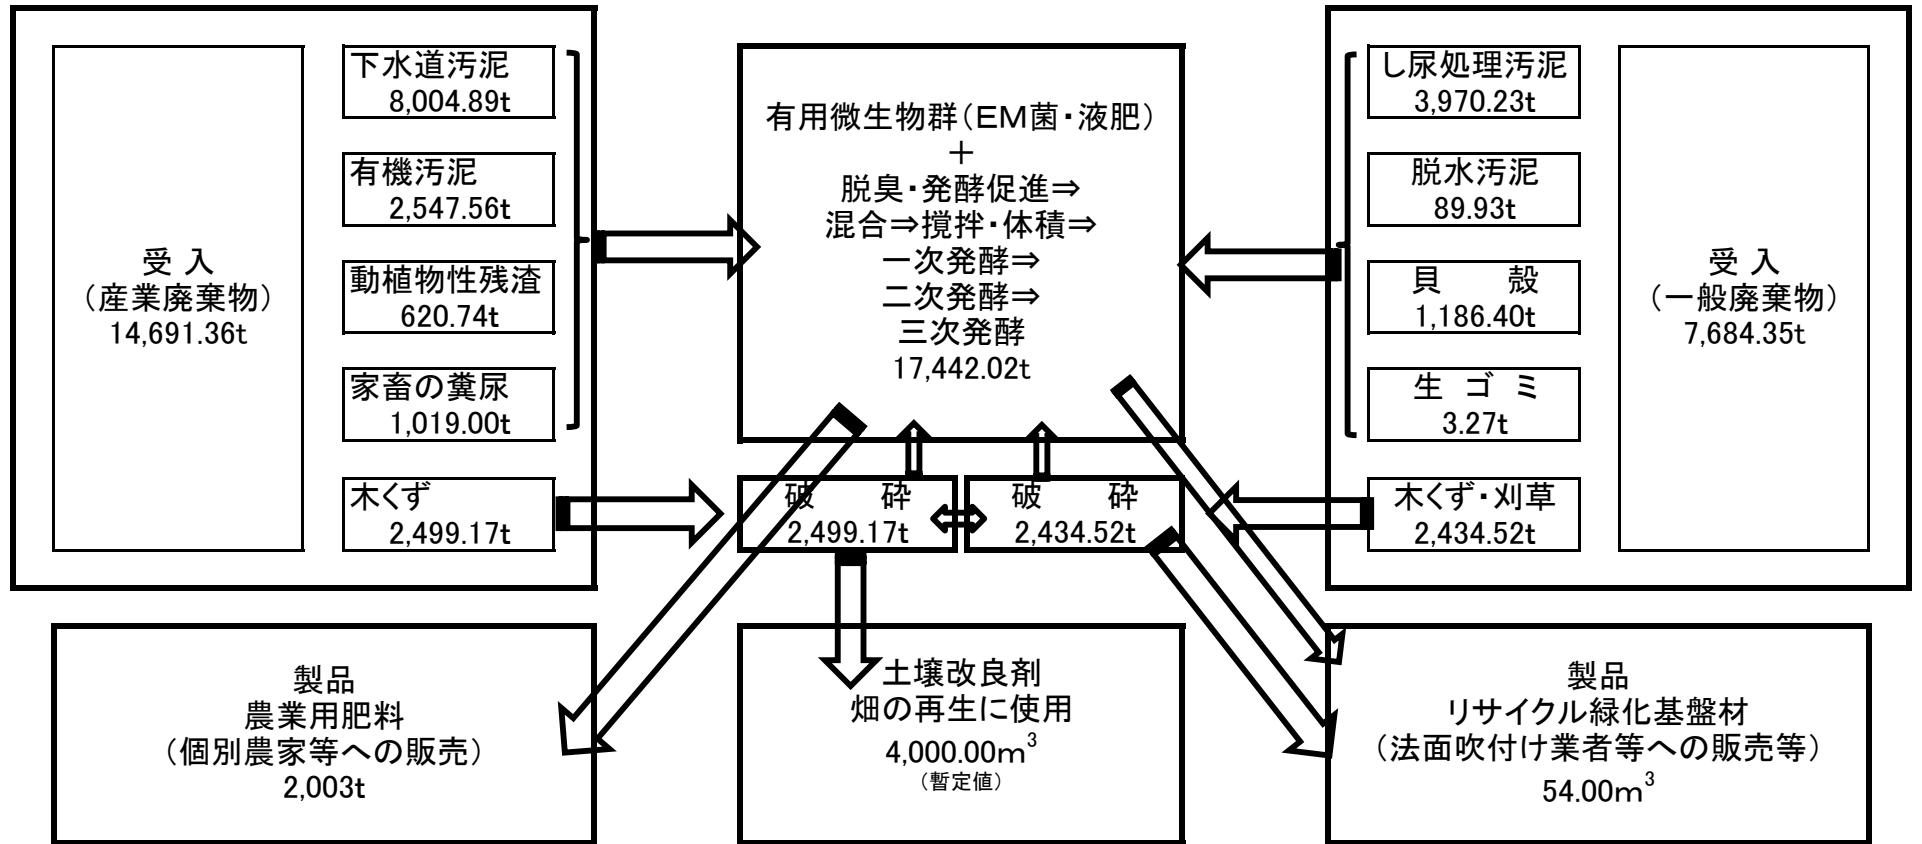 受 入
（産業廃棄物）
14,691.36t
下水道汚泥
8,004.89t
有機汚泥
2,547.56t
動植物性残渣
620.74t
家畜の糞尿
1,019.00t
木くず
2,499.17t
有用微生物群（ＥＭ菌・液肥）
＋
脱臭・発酵促進⇒
混合⇒撹拌・体積⇒
一次発酵⇒
二次発酵⇒
三次発酵
17,442.02t
破　　砕
2,499.17t
破　　砕
2,434.52t
し尿処理汚泥
3,970.23t
脱水汚泥
89.93t
貝　　殻
1,186.40t
生 ゴ ミ
3.27t
木くず・刈草
2,434.52t
受 入
（一般廃棄物）
7,684.35t
製品
農業用肥料
（個別農家等への販売）
2,003t
土壌改良剤
畑の再生に使用
4,000.00ｍ³
（暫定値）
製品
リサイクル緑化基盤材
（法面吹付け業者等への販売等）
54.00ｍ³